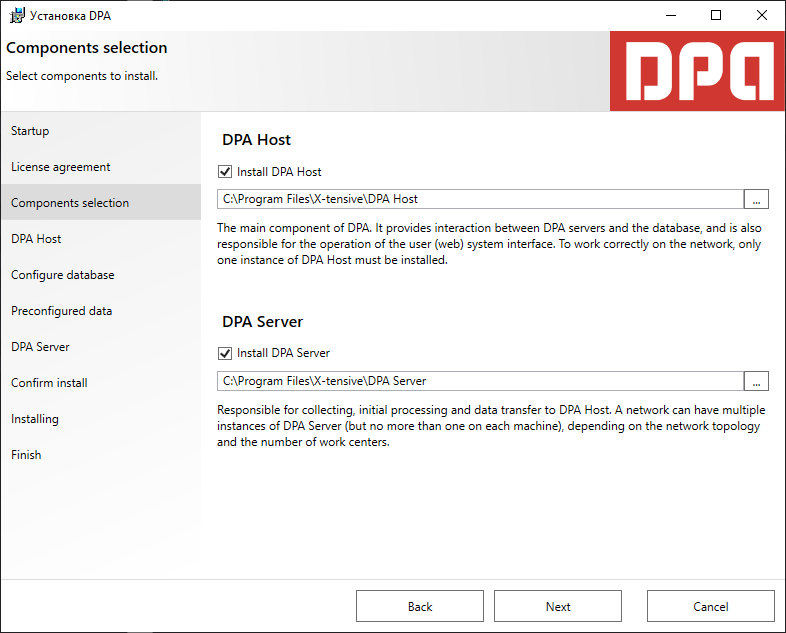 Установка DPA
Components selection
Select components to install.
DPA
Startup
License agreement
Components selection
DPA Host
Configure database
Preconfigured data
DPA Server
Confirm install
Installing
Finish
DPA Host
Install DPA Host
C:\Program Files\X-tensive\DPA Host
...
The main component of DPA. It provides interaction between DPA servers and the database, and is also
responsible for the operation of the user (web) system interface. To work correctly on the network, only
one instance of DPA Host must be installed.
DPA Server
Install DPA Server
C:\Program Files\X-tensive\DPA Server
...
Responsible for collecting, initial processing and data transfer to DPA Host. A network can have multiple
instances of DPA Server (but no more than one on each machine), depending on the network topology
and the number of work centers.
Back
Next
Cancel